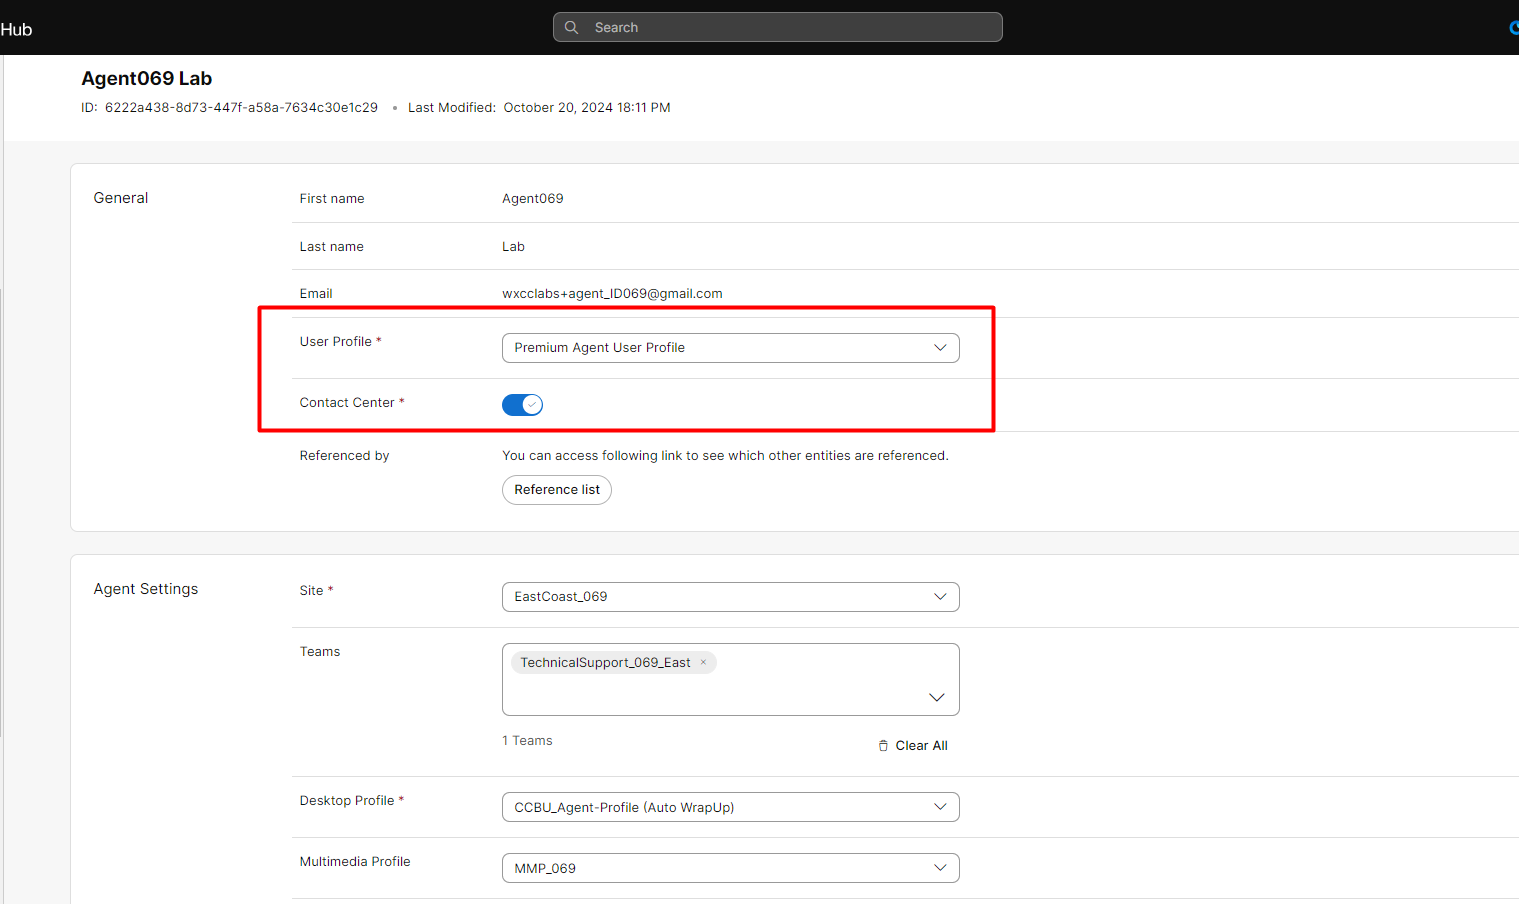 Hub
Search
Agent069 Lab
ID: 6222a438-8d73-447f-a58a-7634c30e1c29 • Last Modified: October 20, 2024 18:11 PM
General
First name Agent069
Last name Lab
Email wxcclabs+agent_ID069@gmail.com
User Profile * Premium Agent User Profile
Contact Center *
Referenced by You can access following link to see which other entities are referenced.
Reference list
Agent Settings
Site * EastCoast_069
Teams TechnicalSupport_069_East ×
1 Teams Clear All
Desktop Profile * CCBU_Agent-Profile (Auto WrapUp)
Multimedia Profile MMP_069